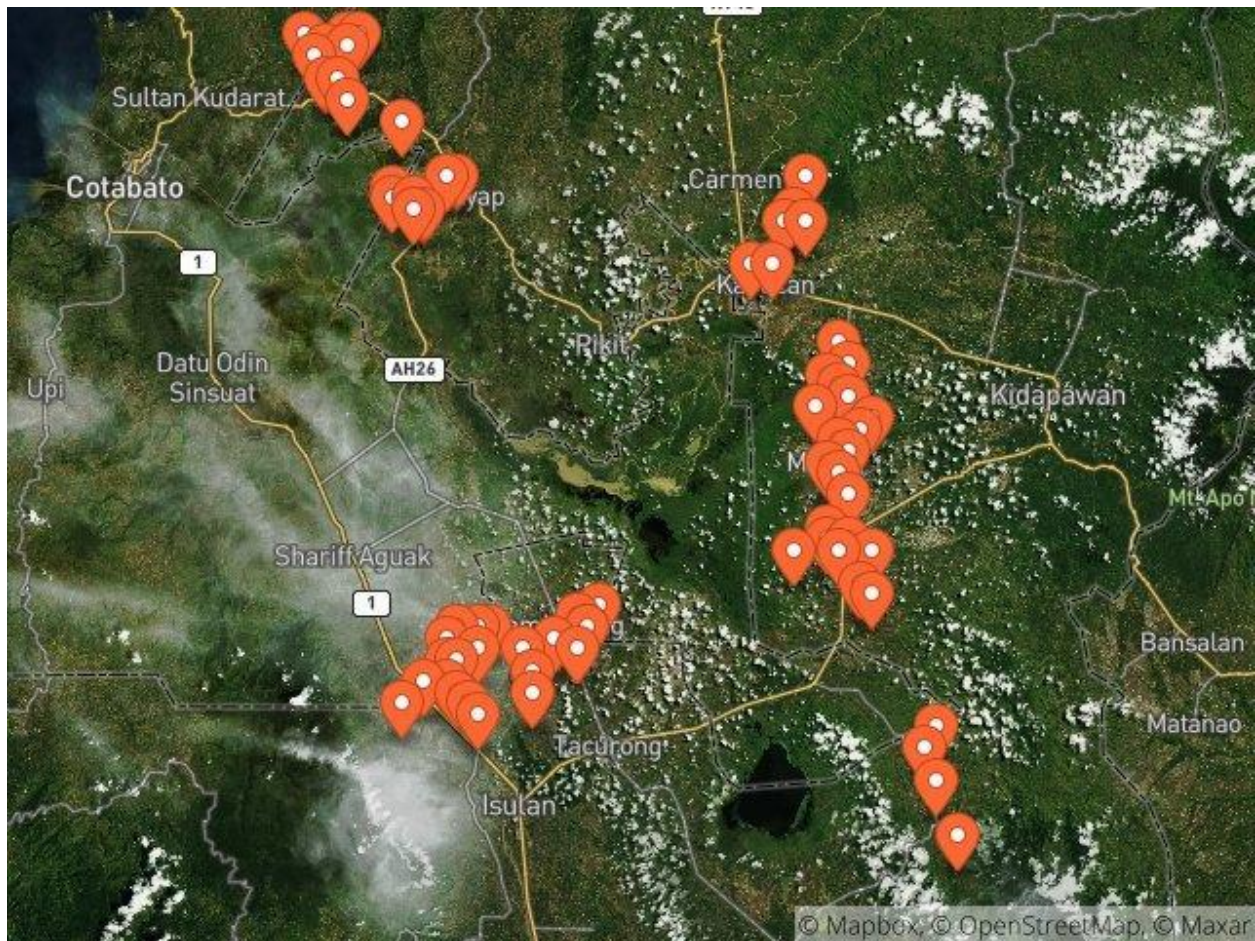 Sultan Kudarat
Cotabato
Carmen
1
Pikit
AH26
Datu Odin
Sinsuat
Upi
Kidapawan
Mt. Apo
Shariff Aguak
1
Bansalan
Matanao
Tacurong
Isulan
© Mapbox, © OpenStreetMap, © Maxar